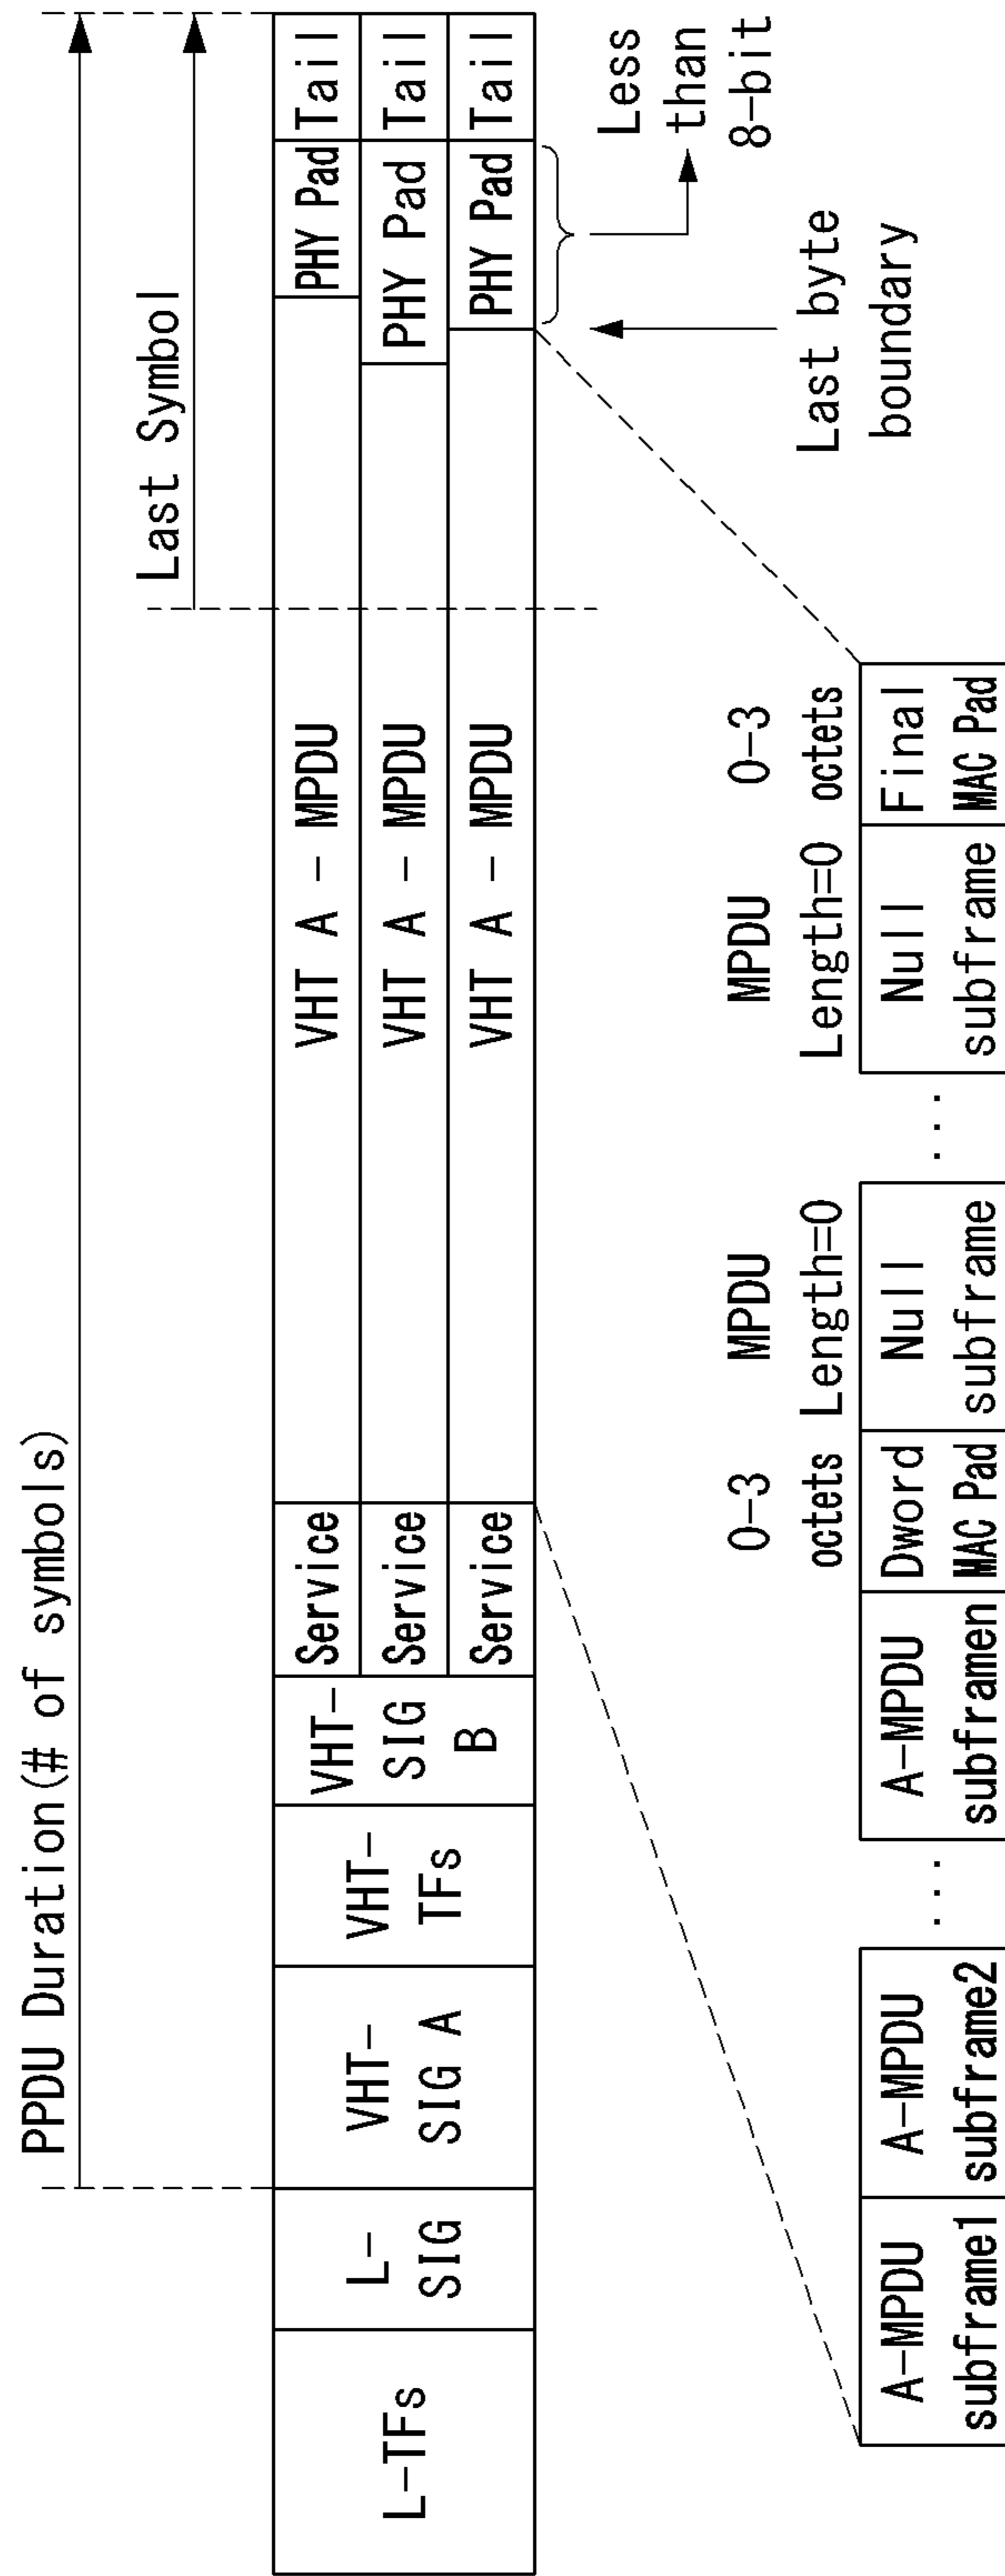 PPDU Duration(# of symbols)
Last Symbol
L-TFs
L-
SIG
VHT-
SIG A
VHT-
TFs
VHT-
SIG
B
Service
VHT A - MPDU
PHY Pad
Tail
Service
VHT A - MPDU
PHY Pad
Tail
Service
VHT A - MPDU
PHY Pad
Tail
Less
than
8-bit
Last byte
boundary
0-3
octets
MPDU
Length=0
MPDU
Length=0
0-3
octets
A-MPDU
subframe1
A-MPDU
subframe2
...
A-MPDU
subframen
Dword
MAC Pad
Null
subframe
...
Null
subframe
Final
MAC Pad